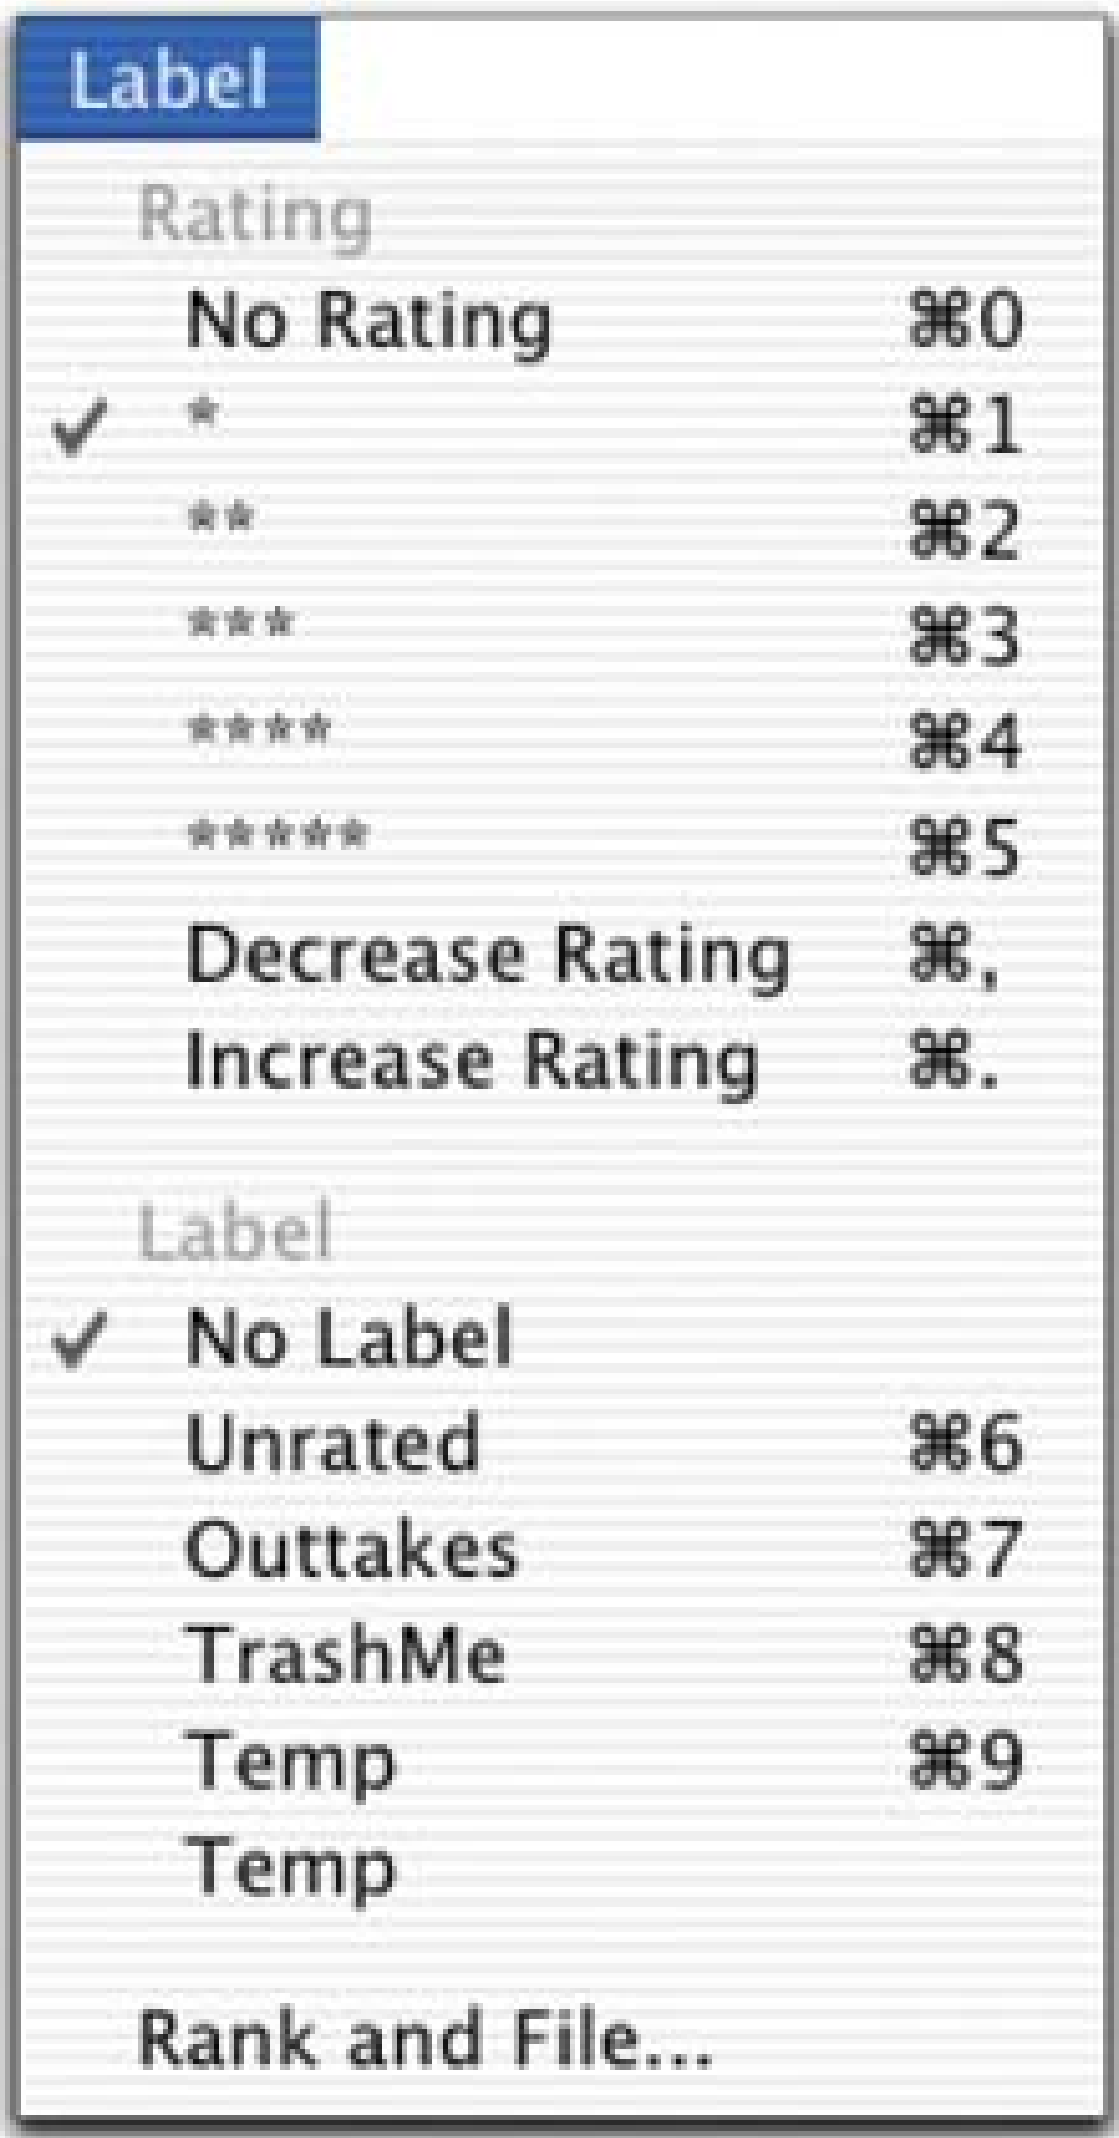 Label
Rating
No Rating ⌘0
✓ * ⌘1
** ⌘2
*** ⌘3
**** ⌘4
***** ⌘5
Decrease Rating ⌘,
Increase Rating ⌘.
Label
✓ No Label
Unrated ⌘6
Outtakes ⌘7
TrashMe ⌘8
Temp ⌘9
Temp
Rank and File...